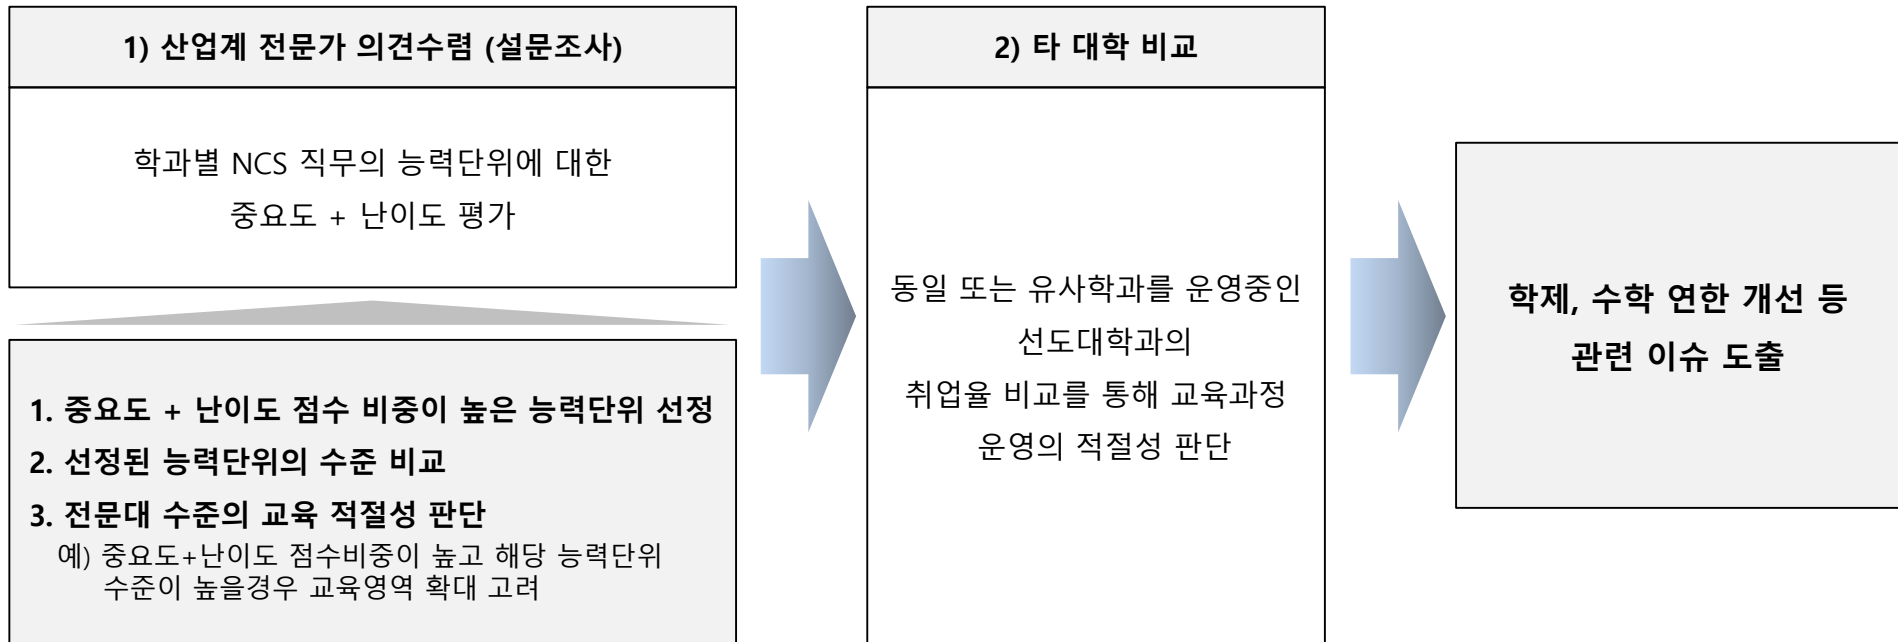 1) 산업계 전문가 의견수렴 (설문조사)
학과별 NCS 직무의 능력단위에 대한
중요도 + 난이도 평가
1. 중요도 + 난이도 점수 비중이 높은 능력단위 선정
2. 선정된 능력단위의 수준 비교
3. 전문대 수준의 교육 적절성 판단
예) 중요도+난이도 점수비중이 높고 해당 능력단위
수준이 높을경우 교육영역 확대 고려
2) 타 대학 비교
동일 또는 유사학과를 운영중인
선도대학과의
취업율 비교를 통해 교육과정
운영의 적절성 판단
학제, 수학 연한 개선 등
관련 이슈 도출